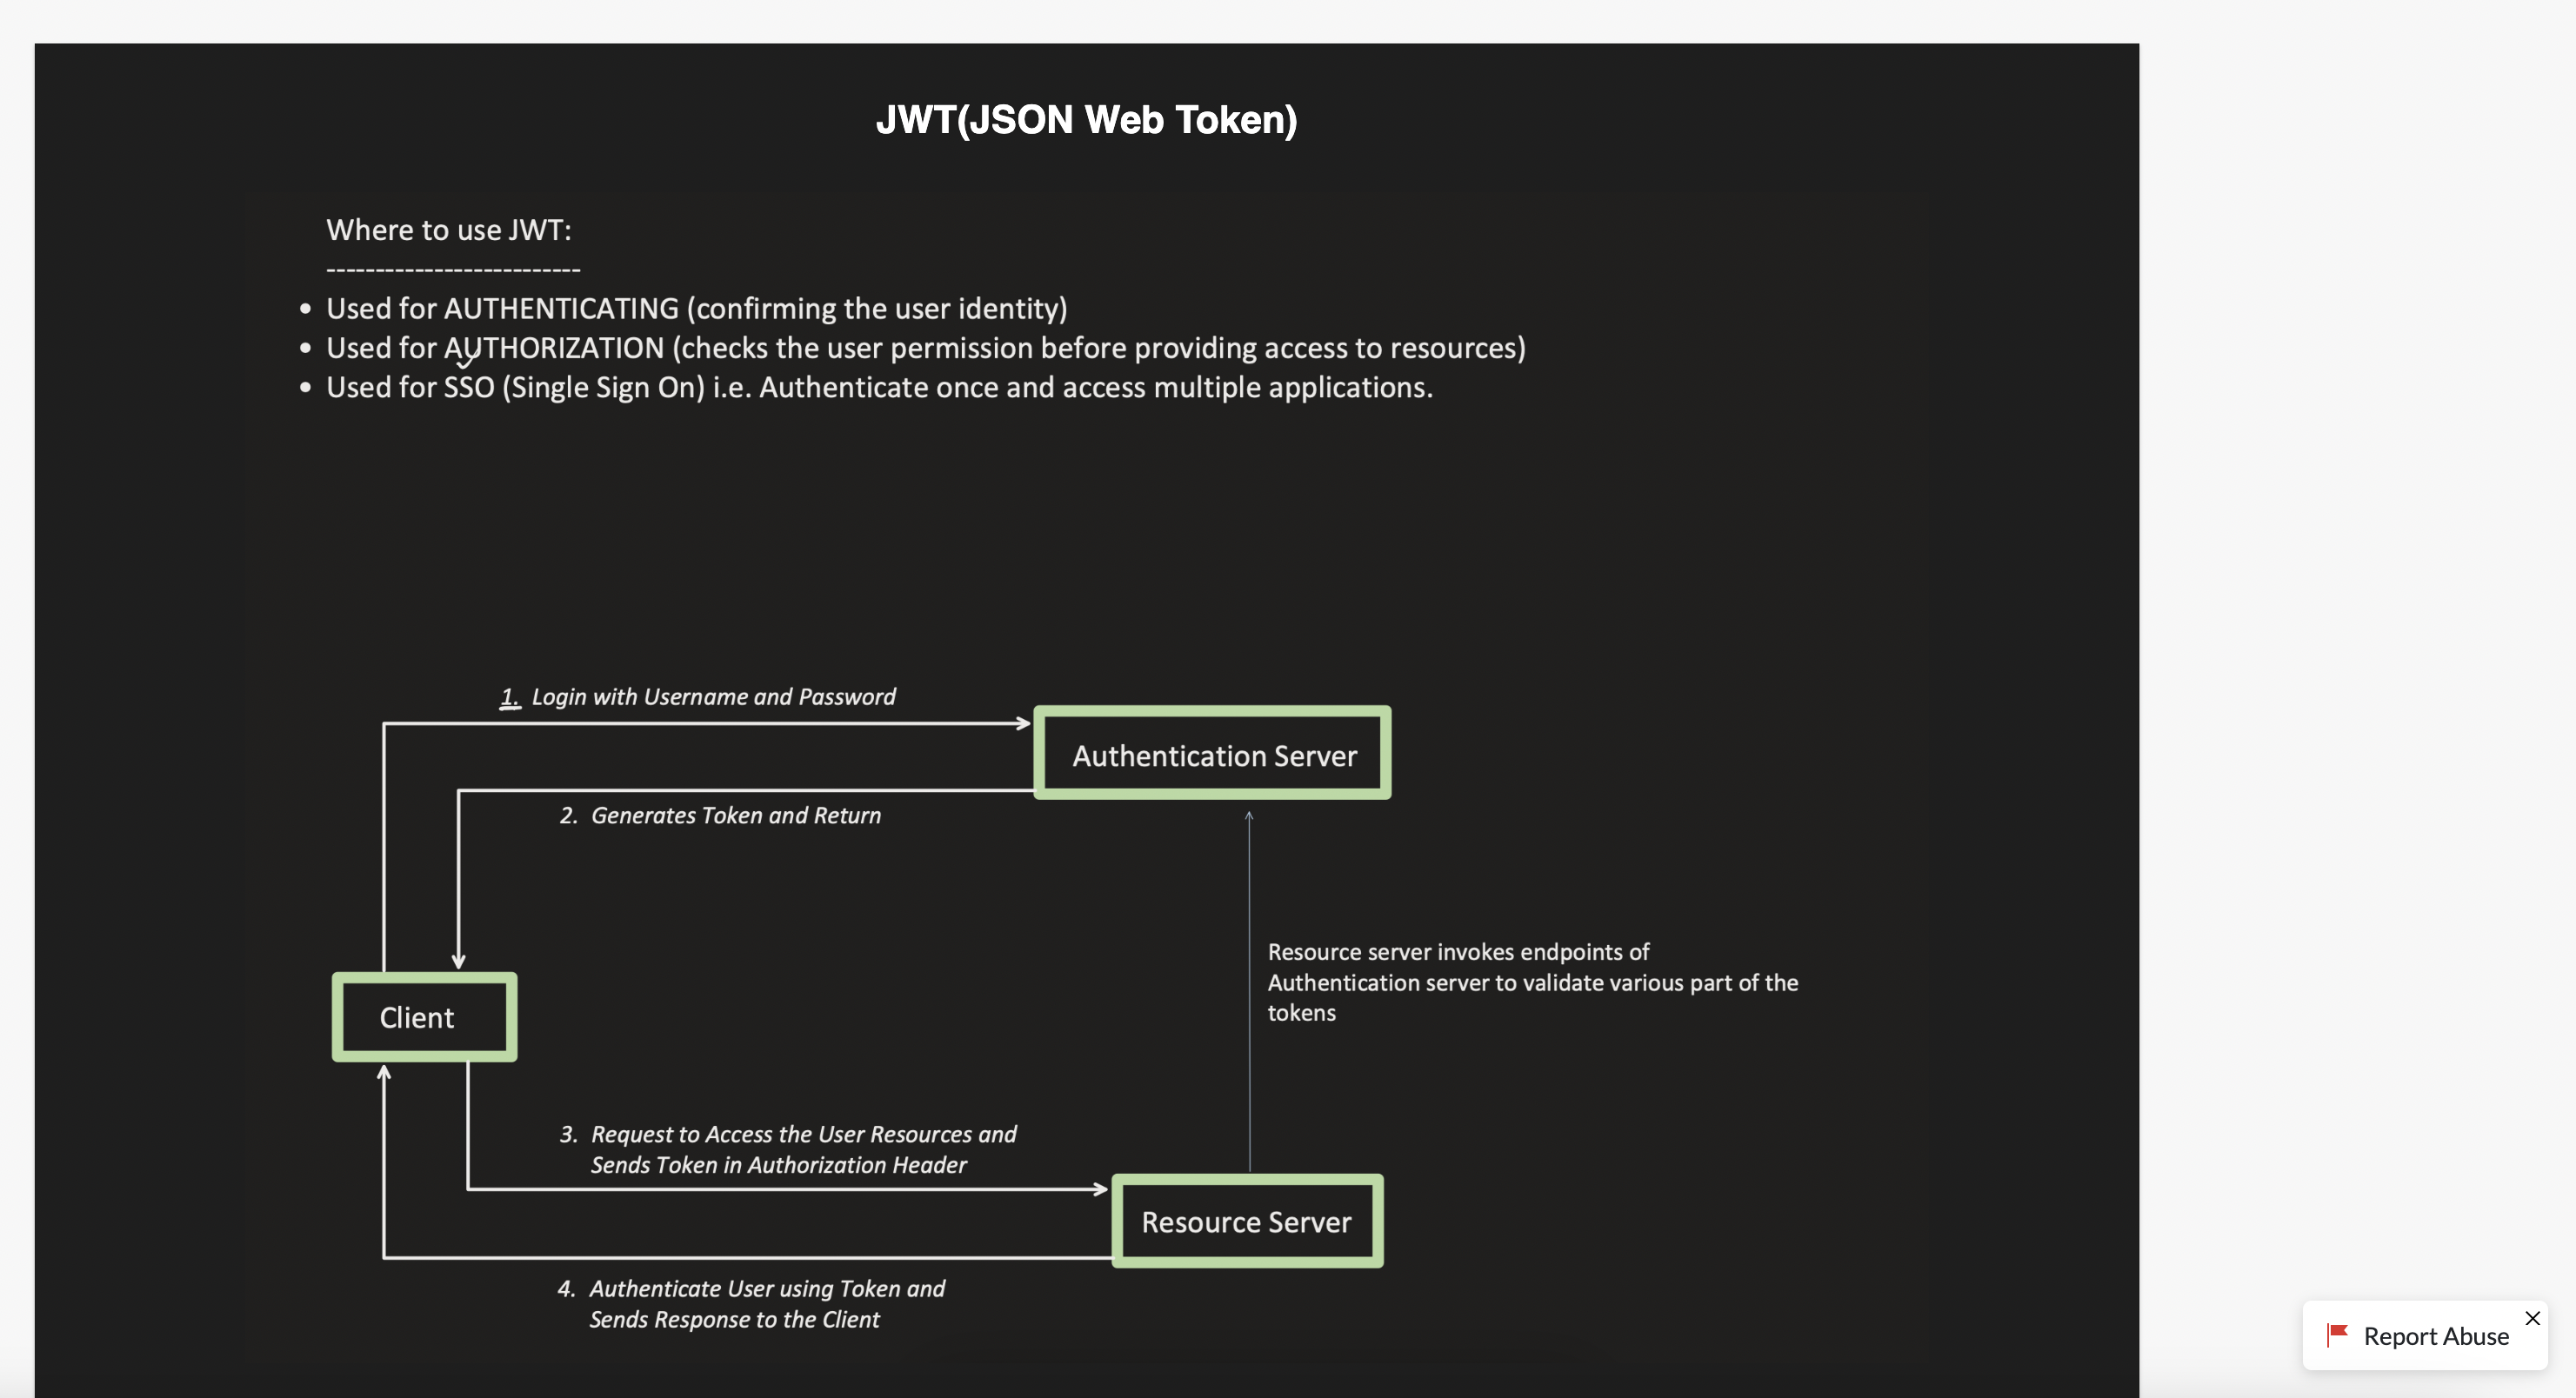 JWT(JSON Web Token)
Where to use JWT:
--------------------------
• Used for AUTHENTICATING (confirming the user identity)
• Used for AUTHORIZATION (checks the user permission before providing access to resources)
• Used for SSO (Single Sign On) i.e. Authenticate once and access multiple applications.
1. Login with Username and Password
Authentication Server
2. Generates Token and Return
Resource server invokes endpoints of
Authentication server to validate various part of the
tokens
Client
3. Request to Access the User Resources and
Sends Token in Authorization Header
Resource Server
4. Authenticate User using Token and
Sends Response to the Client
Report Abuse